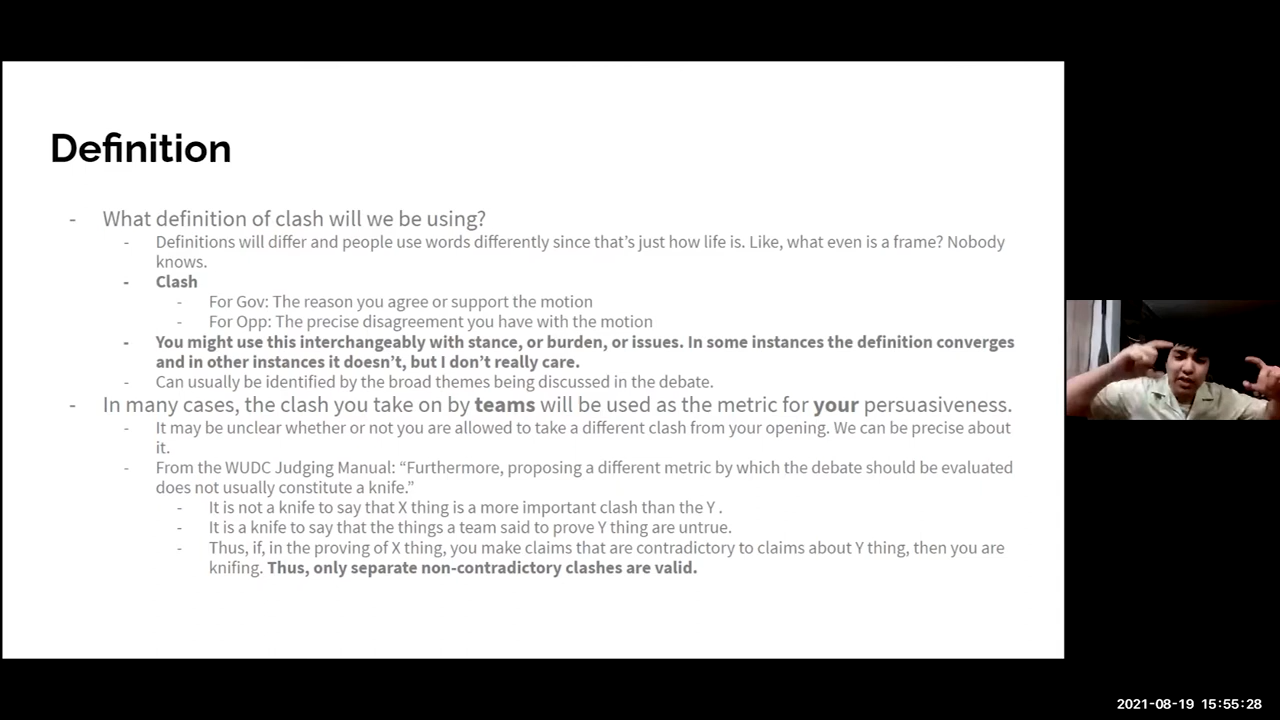 Definition
- What definition of clash will we be using?
- Definitions will differ and people use words differently since that's just how life is. Like, what even is a frame? Nobody
knows.
- Clash
- For Gov: The reason you agree or support the motion
- For Opp: The precise disagreement you have with the motion
- You might use this interchangeably with stance, or burden, or issues. In some instances the definition converges
and in other instances it doesn't, but I don't really care.
- Can usually be identified by the broad themes being discussed in the debate.
- In many cases, the clash you take on by teams will be used as the metric for your persuasiveness.
- It may be unclear whether or not you are allowed to take a different clash from your opening. We can be precise about
it.
- From the WUDC Judging Manual: “Furthermore, proposing a different metric by which the debate should be evaluated
does not usually constitute a knife.”
- It is not a knife to say that X thing is a more important clash than the Y .
- It is a knife to say that the things a team said to prove Y thing are untrue.
- Thus, if, in the proving of X thing, you make claims that are contradictory to claims about Y thing, then you are
knifing. Thus, only separate non-contradictory clashes are valid.
2021-08-19 15:55:28